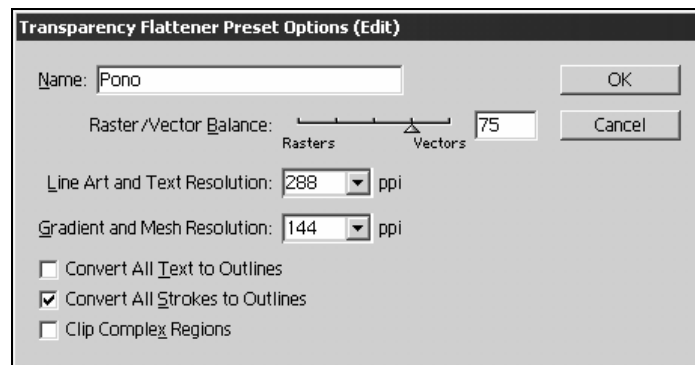 Transparency Flattener Preset Options (Edit)
Name: Pono OK
Raster/Vector Balance: 75 Cancel
Rasters Vectors
Line Art and Text Resolution: 288 ppi
Gradient and Mesh Resolution: 144 ppi
Convert All Text to Outlines
Convert All Strokes to Outlines
Clip Complex Regions